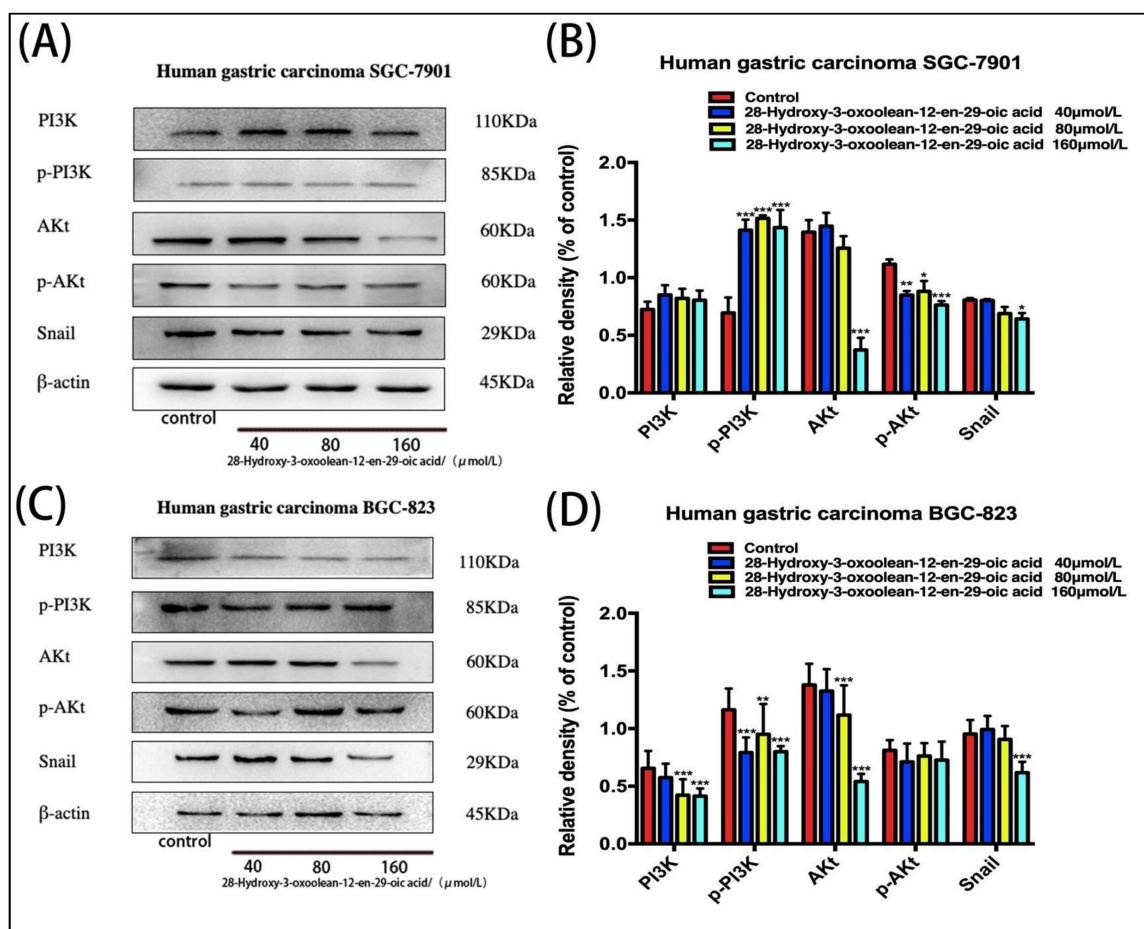 (A)
Human gastric carcinoma SGC-7901
PI3K 110KDa
p-PI3K 85KDa
AKt 60KDa
p-AKt 60KDa
Snail 29KDa
β-actin 45KDa
control
40 80 160
28-Hydroxy-3-oxoolean-12-en-29-oic acid/（μmol/L）
(B)
Human gastric carcinoma SGC-7901
Control
28-Hydroxy-3-oxoolean-12-en-29-oic acid 40μmol/L
28-Hydroxy-3-oxoolean-12-en-29-oic acid 80μmol/L
28-Hydroxy-3-oxoolean-12-en-29-oic acid 160μmol/L
Relative density (% of control)
2.0
1.5
1.0
0.5
0.0
*** *** ***
***
** * ***
*
PI3K p-PI3K AKt p-AKt Snail
(C)
Human gastric carcinoma BGC-823
PI3K 110KDa
p-PI3K 85KDa
AKt 60KDa
p-AKt 60KDa
Snail 29KDa
β-actin 45KDa
control
40 80 160
28-Hydroxy-3-oxoolean-12-en-29-oic acid/（μmol/L）
(D)
Human gastric carcinoma BGC-823
Control
28-Hydroxy-3-oxoolean-12-en-29-oic acid 40μmol/L
28-Hydroxy-3-oxoolean-12-en-29-oic acid 80μmol/L
28-Hydroxy-3-oxoolean-12-en-29-oic acid 160μmol/L
Relative density (% of control)
2.0
1.5
1.0
0.5
0.0
*** ***
*** ** ***
*** ***
***
PI3K p-PI3K AKt p-AKt Snail